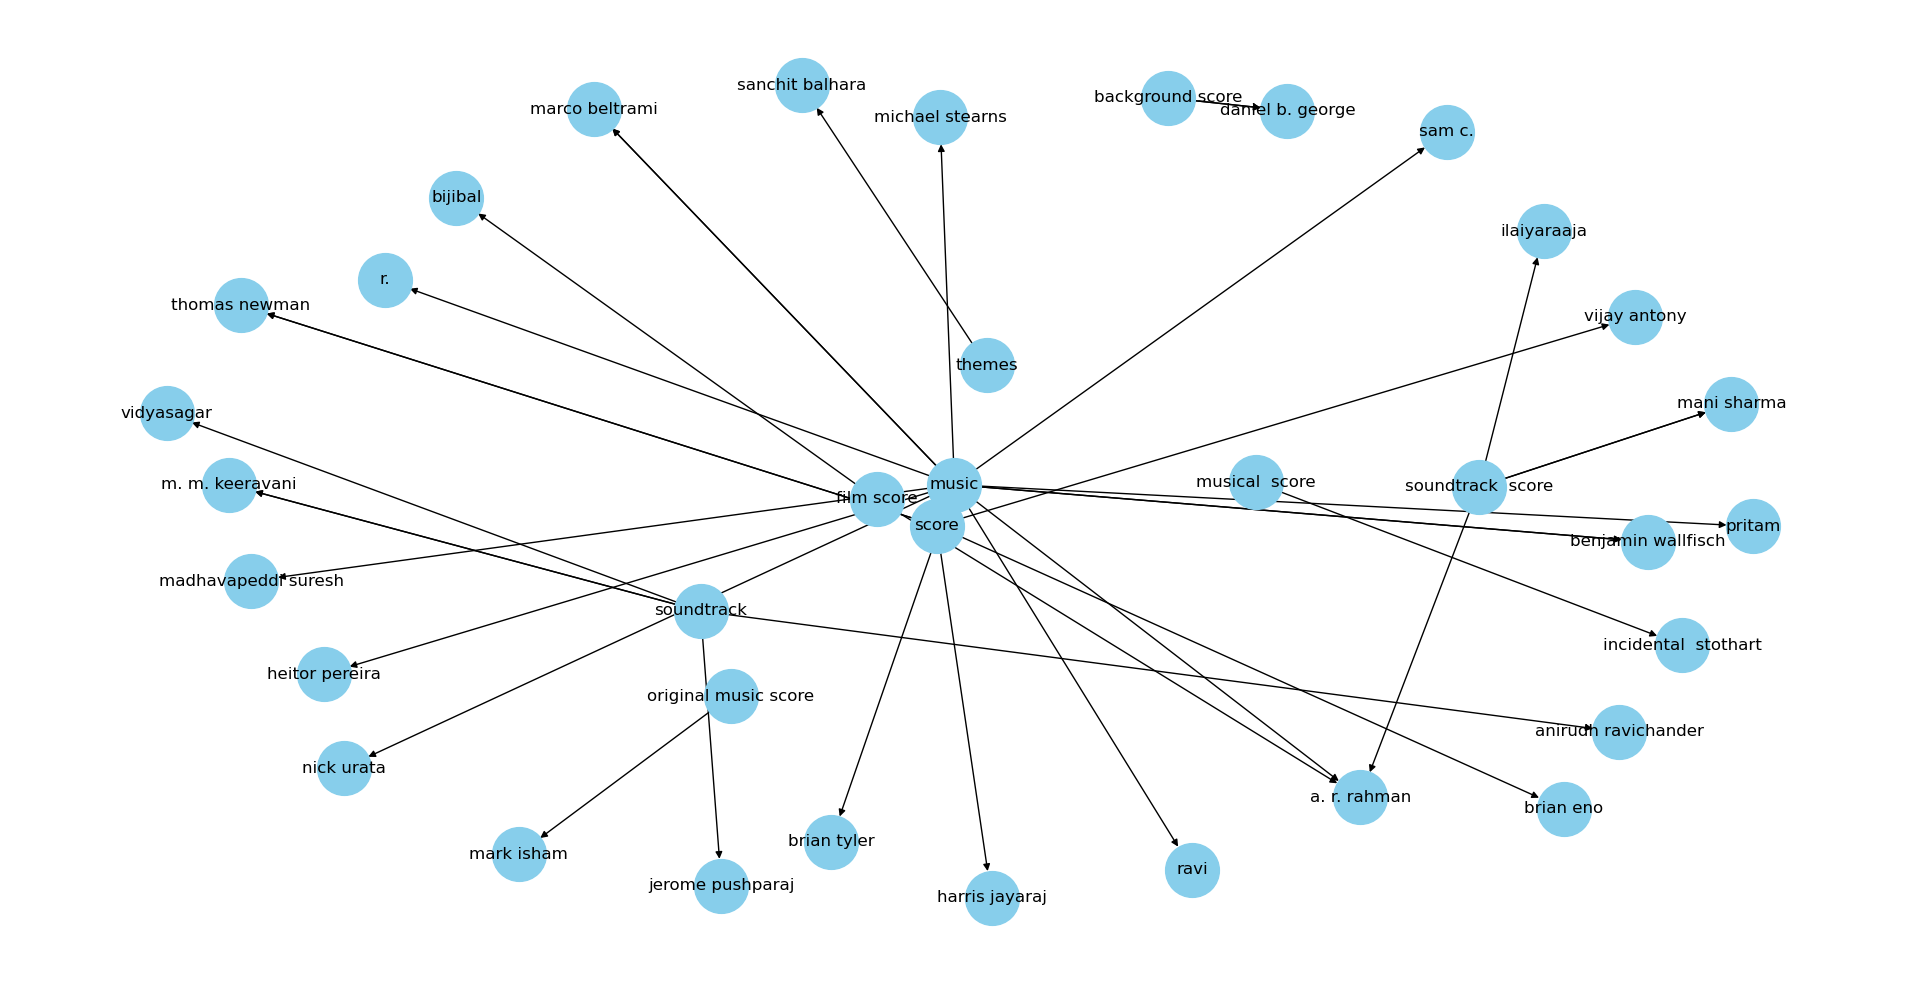 sanchit balhara
background score
marco beltrami
daniel b. george
michael stearns
sam c.
bijibal
ilaiyaraaja
r.
thomas newman
vijay antony
themes
mani sharma
vidyasagar
musical  score
m. m. keeravani
music
soundtrack  score
film score
score
pritam
benjamin wallfisch
madhavapeddi suresh
soundtrack
incidental  stothart
heitor pereira
original music score
anirudh ravichander
nick urata
a. r. rahman
brian eno
brian tyler
mark isham
ravi
jerome pushparaj
harris jayaraj